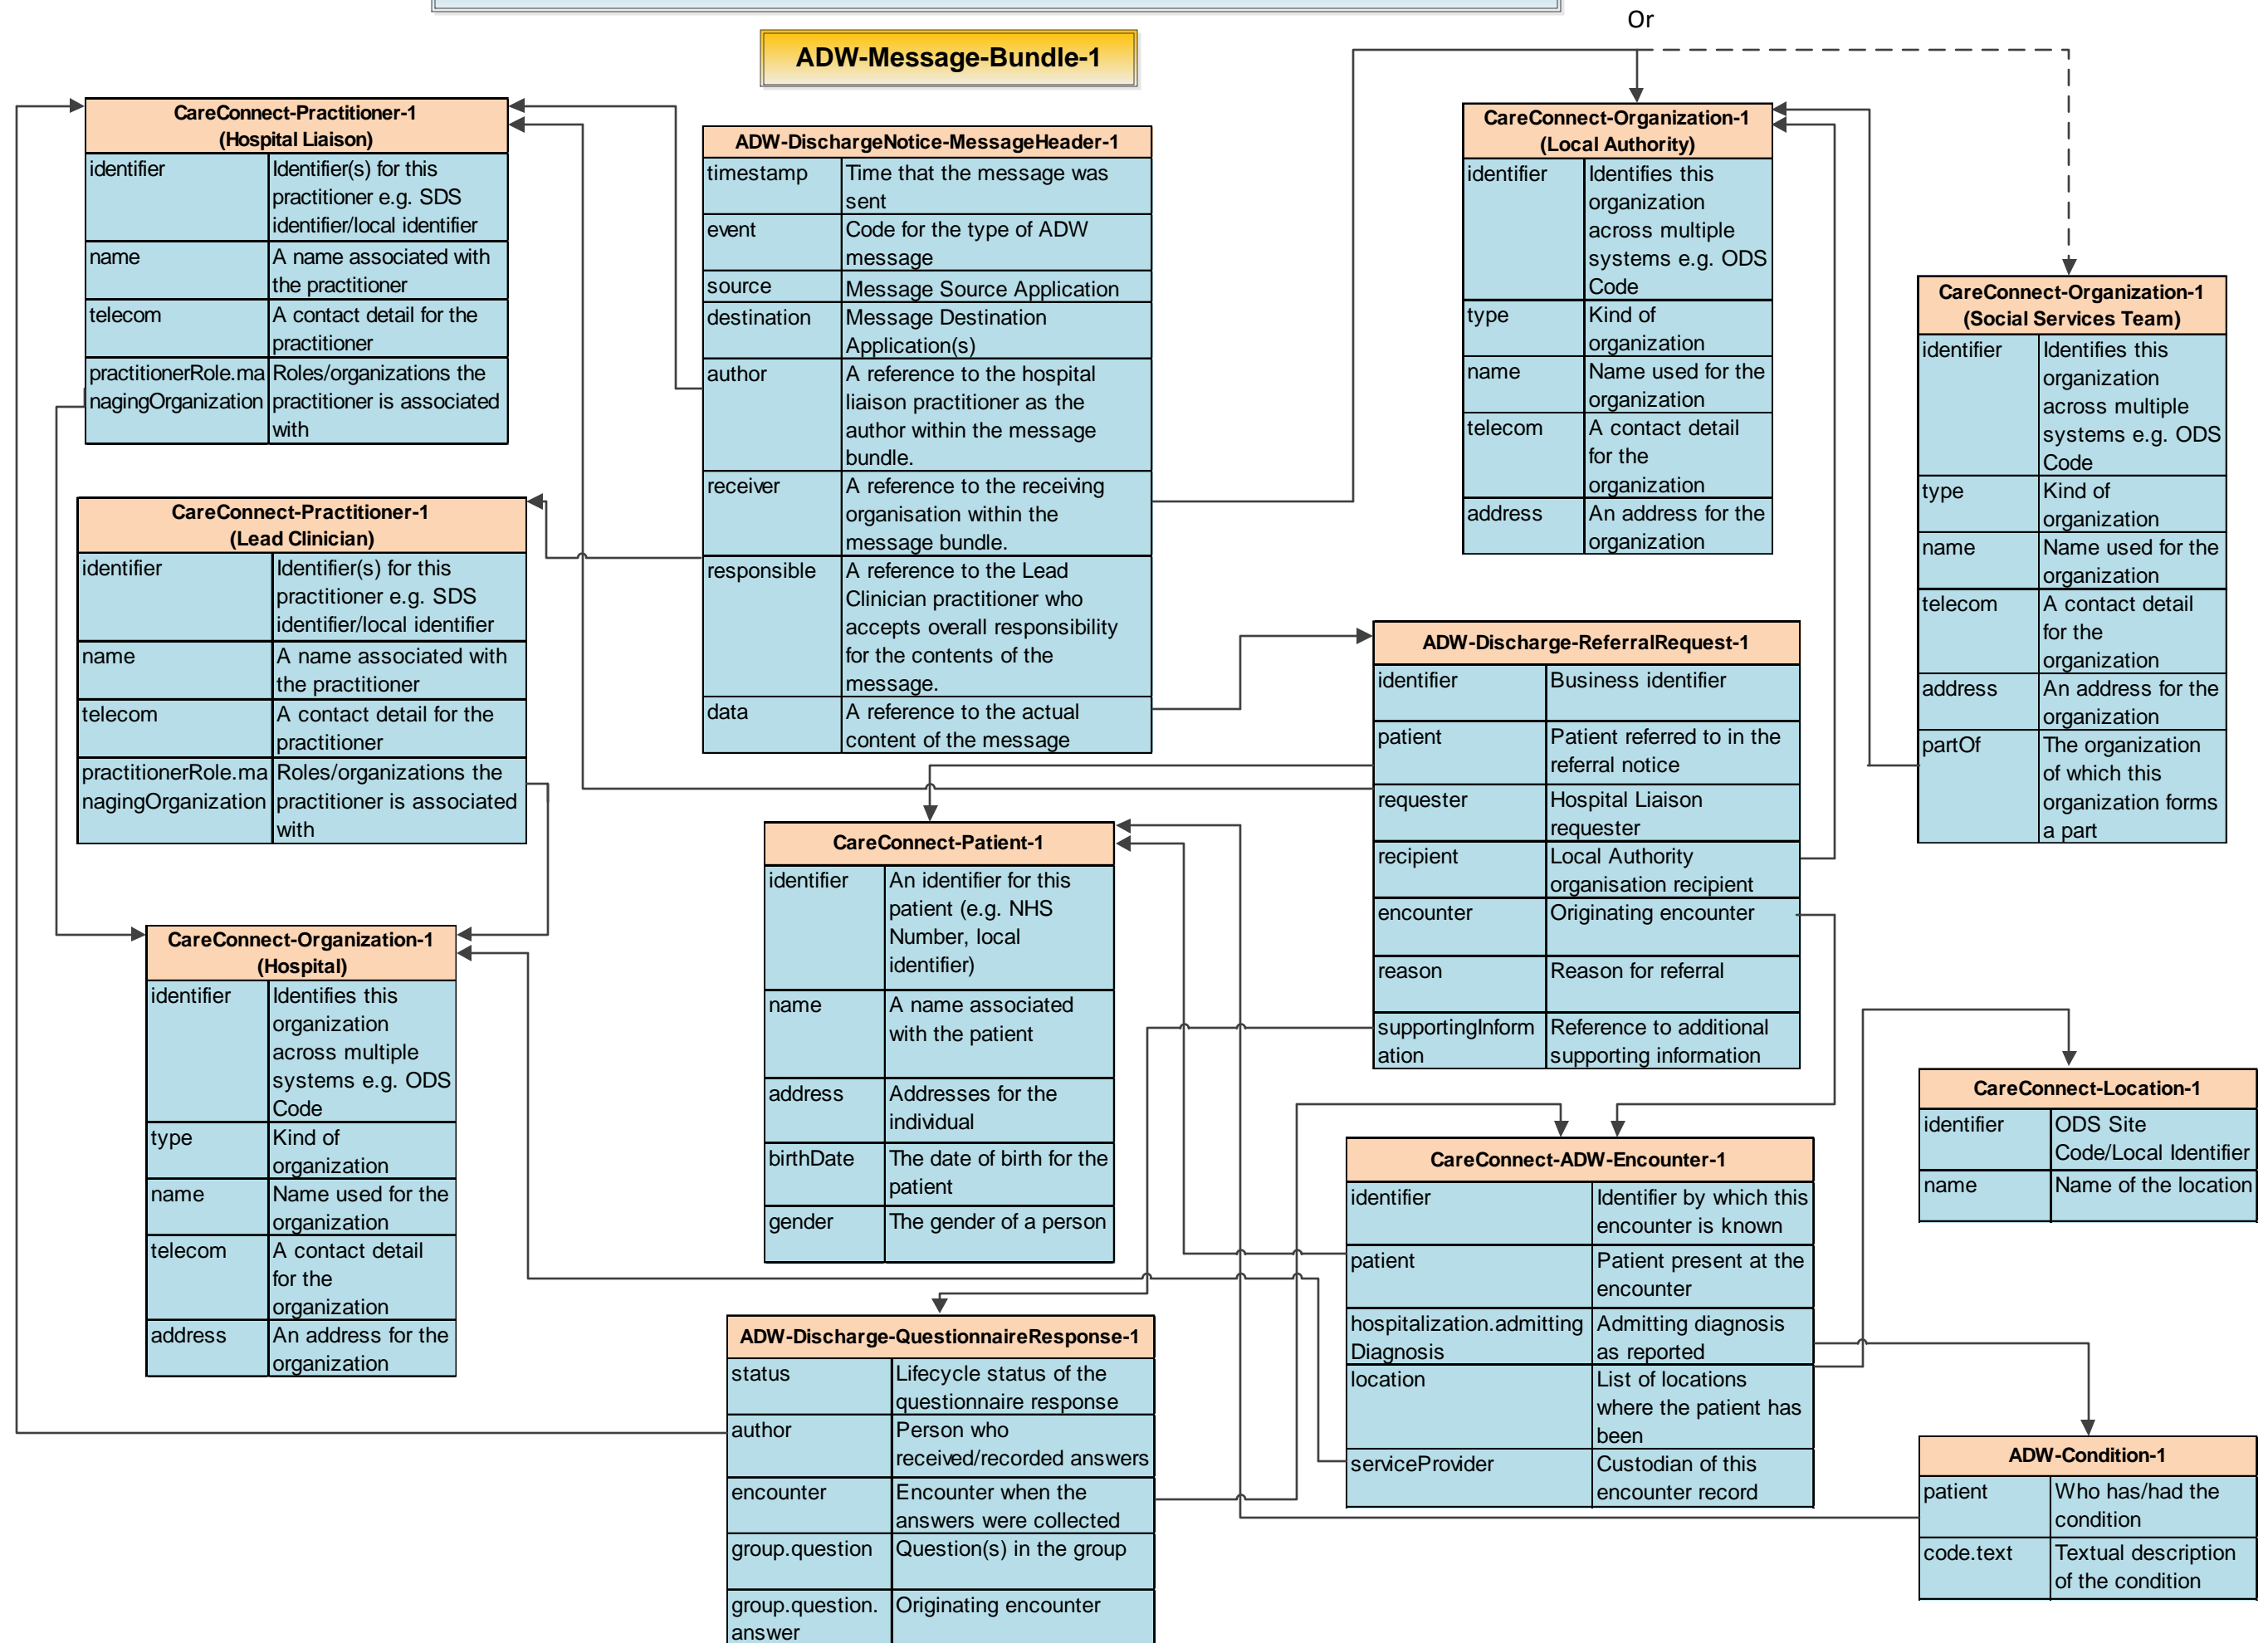 Or
ADW-Message-Bundle-1
CareConnect-Practitioner-1
(Hospital Liaison)
identifier
Identifier(s) for this
practitioner e.g. SDS
identifier/local identifier
name
A name associated with
the practitioner
telecom
A contact detail for the
practitioner
practitionerRole.ma
nagingOrganization
Roles/organizations the
practitioner is associated
with
ADW-DischargeNotice-MessageHeader-1
timestamp
Time that the message was
sent
event
Code for the type of ADW
message
source
Message Source Application
destination
Message Destination
Application(s)
author
A reference to the hospital
liaison practitioner as the
author within the message
bundle.
receiver
A reference to the receiving
organisation within the
message bundle.
responsible
A reference to the Lead
Clinician practitioner who
accepts overall responsibility
for the contents of the
message.
data
A reference to the actual
content of the message
CareConnect-Organization-1
(Local Authority)
identifier
Identifies this
organization
across multiple
systems e.g. ODS
Code
type
Kind of
organization
name
Name used for the
organization
telecom
A contact detail
for the
organization
address
An address for the
organization
CareConnect-Organization-1
(Social Services Team)
identifier
Identifies this
organization
across multiple
systems e.g. ODS
Code
type
Kind of
organization
name
Name used for the
organization
telecom
A contact detail
for the
organization
address
An address for the
organization
partOf
The organization
of which this
organization forms
a part
CareConnect-Practitioner-1
(Lead Clinician)
identifier
Identifier(s) for this
practitioner e.g. SDS
identifier/local identifier
name
A name associated with
the practitioner
telecom
A contact detail for the
practitioner
practitionerRole.ma
nagingOrganization
Roles/organizations the
practitioner is associated
with
ADW-Discharge-ReferralRequest-1
identifier
Business identifier
patient
Patient referred to in the
referral notice
requester
Hospital Liaison
requester
recipient
Local Authority
organisation recipient
encounter
Originating encounter
reason
Reason for referral
supportingInform
ation
Reference to additional
supporting information
CareConnect-Patient-1
identifier
An identifier for this
patient (e.g. NHS
Number, local
identifier)
name
A name associated
with the patient
address
Addresses for the
individual
birthDate
The date of birth for the
patient
gender
The gender of a person
CareConnect-Organization-1
(Hospital)
identifier
Identifies this
organization
across multiple
systems e.g. ODS
Code
type
Kind of
organization
name
Name used for the
organization
telecom
A contact detail
for the
organization
address
An address for the
organization
CareConnect-Location-1
identifier
ODS Site
Code/Local Identifier
name
Name of the location
CareConnect-ADW-Encounter-1
identifier
Identifier by which this
encounter is known
patient
Patient present at the
encounter
hospitalization.admitting
Diagnosis
Admitting diagnosis
as reported
location
List of locations
where the patient has
been
serviceProvider
Custodian of this
encounter record
ADW-Discharge-QuestionnaireResponse-1
status
Lifecycle status of the
questionnaire response
author
Person who
received/recorded answers
encounter
Encounter when the
answers were collected
group.question
Question(s) in the group
group.question.
answer
Originating encounter
ADW-Condition-1
patient
Who has/had the
condition
code.text
Textual description
of the condition